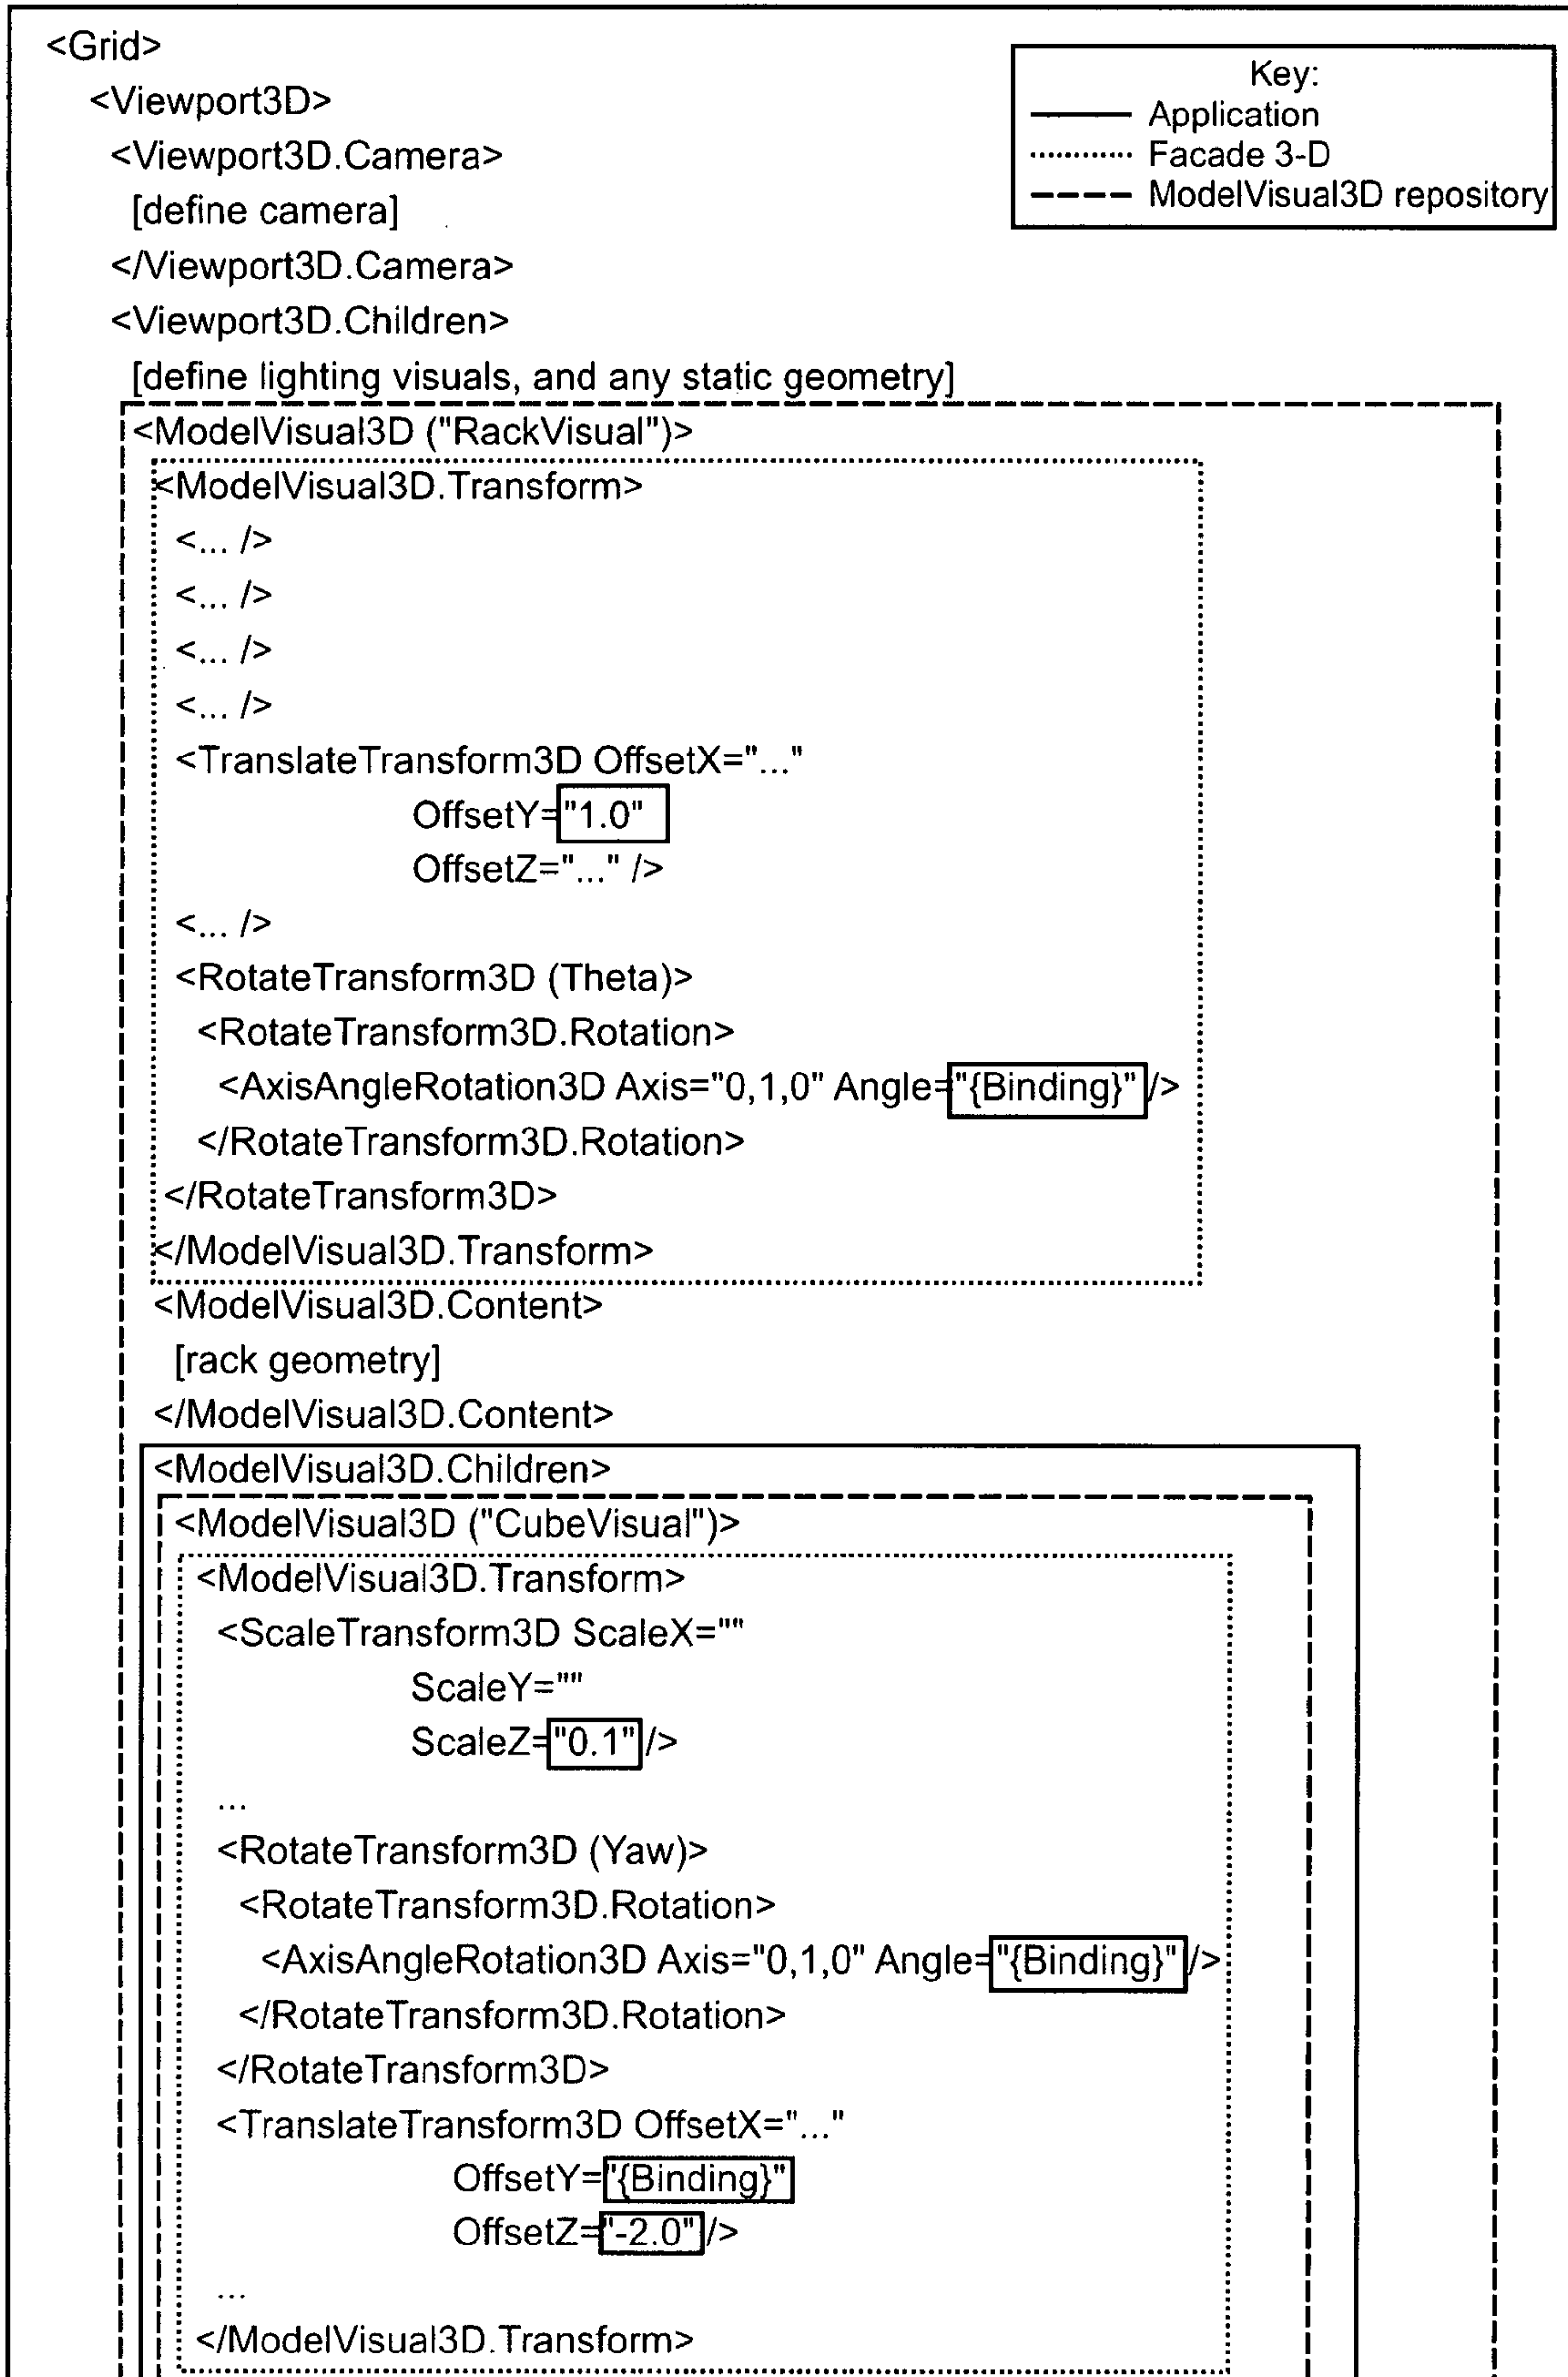 <Grid>
<Viewport3D>
<Viewport3D.Camera>
[define camera]
</Viewport3D.Camera>
<Viewport3D.Children>
[define lighting visuals, and any static geometry]
Key:
Application
Facade 3-D
ModelVisual3D repository
<ModelVisual3D ("RackVisual")>
<ModelVisual3D.Transform>
<... />
<... />
<... />
<... />
<TranslateTransform3D OffsetX="..."
OffsetY="1.0"
OffsetZ="..." />
<... />
<RotateTransform3D (Theta)>
<RotateTransform3D.Rotation>
<AxisAngleRotation3D Axis="0,1,0" Angle="{Binding}" />
</RotateTransform3D.Rotation>
</RotateTransform3D>
</ModelVisual3D.Transform>
<ModelVisual3D.Content>
[rack geometry]
</ModelVisual3D.Content>
<ModelVisual3D.Children>
<ModelVisual3D ("CubeVisual")>
<ModelVisual3D.Transform>
<ScaleTransform3D ScaleX=""
ScaleY=""
ScaleZ="0.1" />
...
<RotateTransform3D (Yaw)>
<RotateTransform3D.Rotation>
<AxisAngleRotation3D Axis="0,1,0" Angle="{Binding}" />
</RotateTransform3D.Rotation>
</RotateTransform3D>
<TranslateTransform3D OffsetX="..."
OffsetY="{Binding}"
OffsetZ="-2.0" />
...
</ModelVisual3D.Transform>